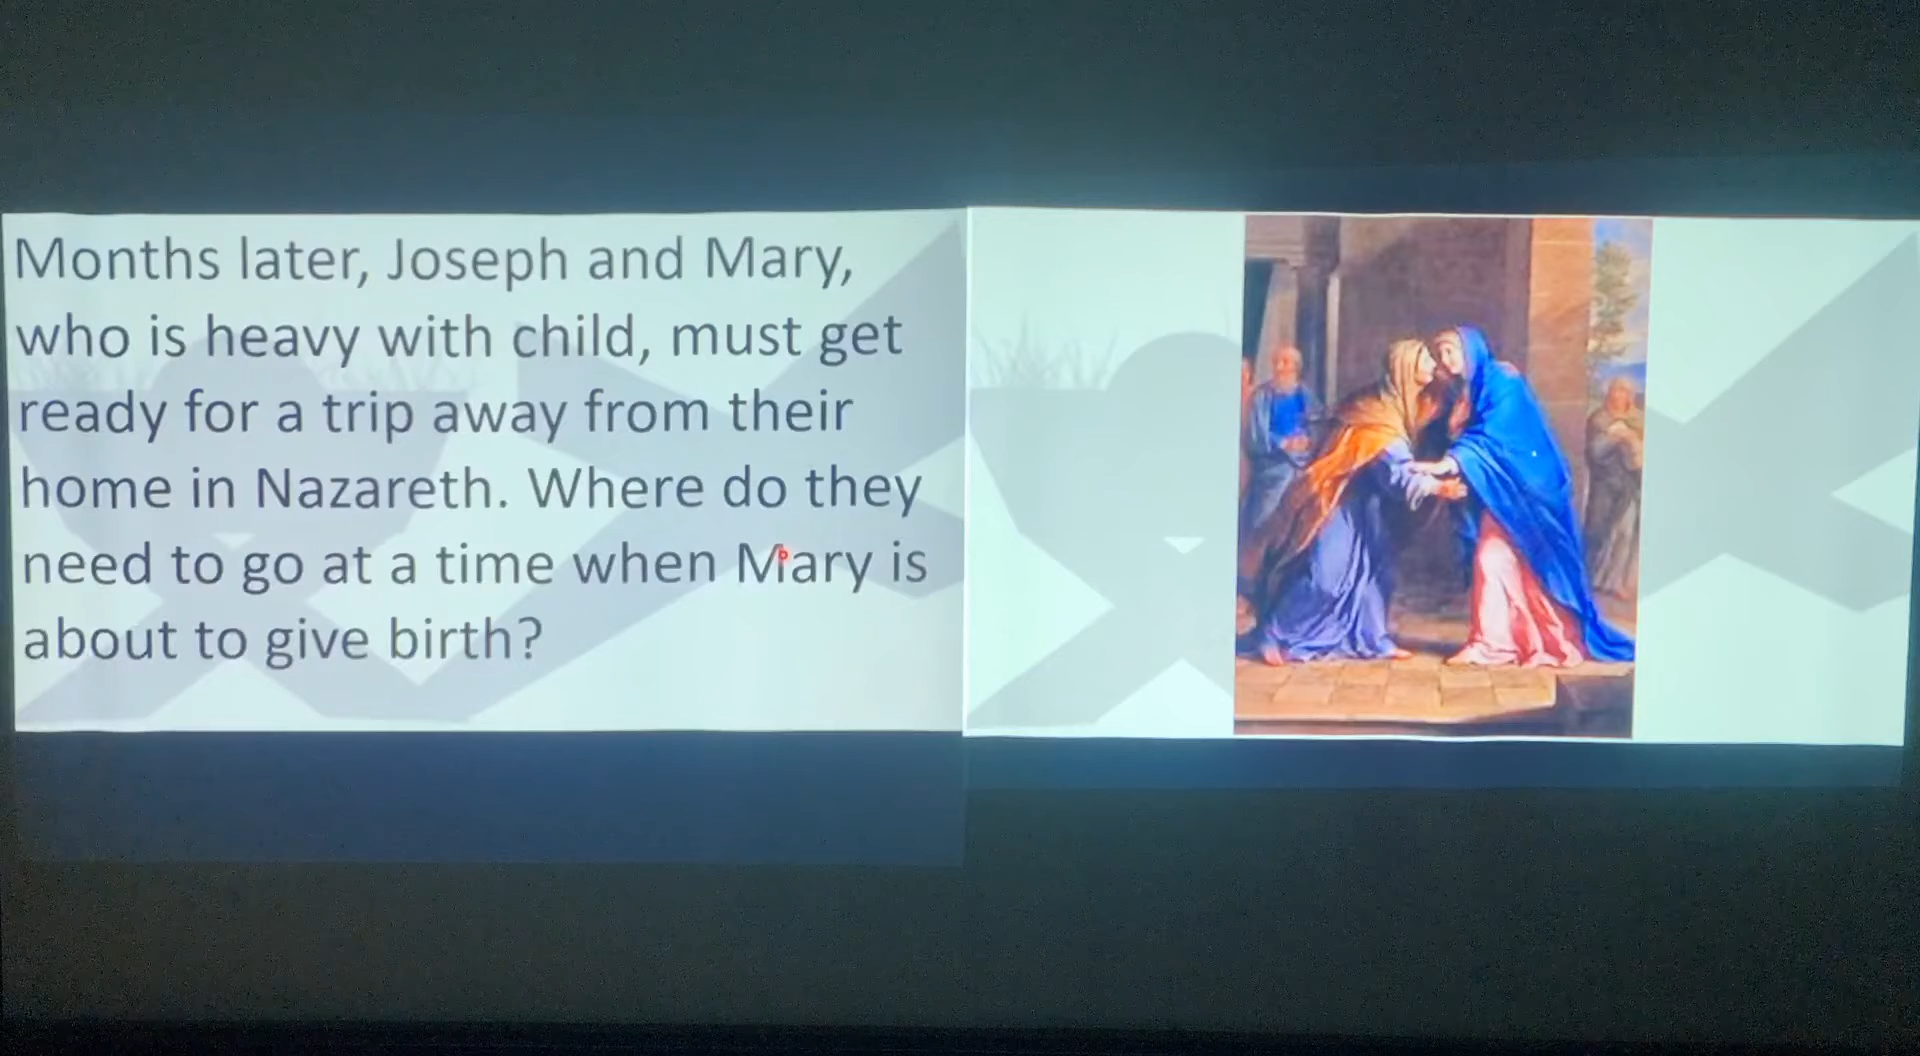 Months later, Joseph and Mary,
who is heavy with child, must get
ready for a trip away from their
home in Nazareth. Where do they
need to go at a time when Mary is
about to give birth?